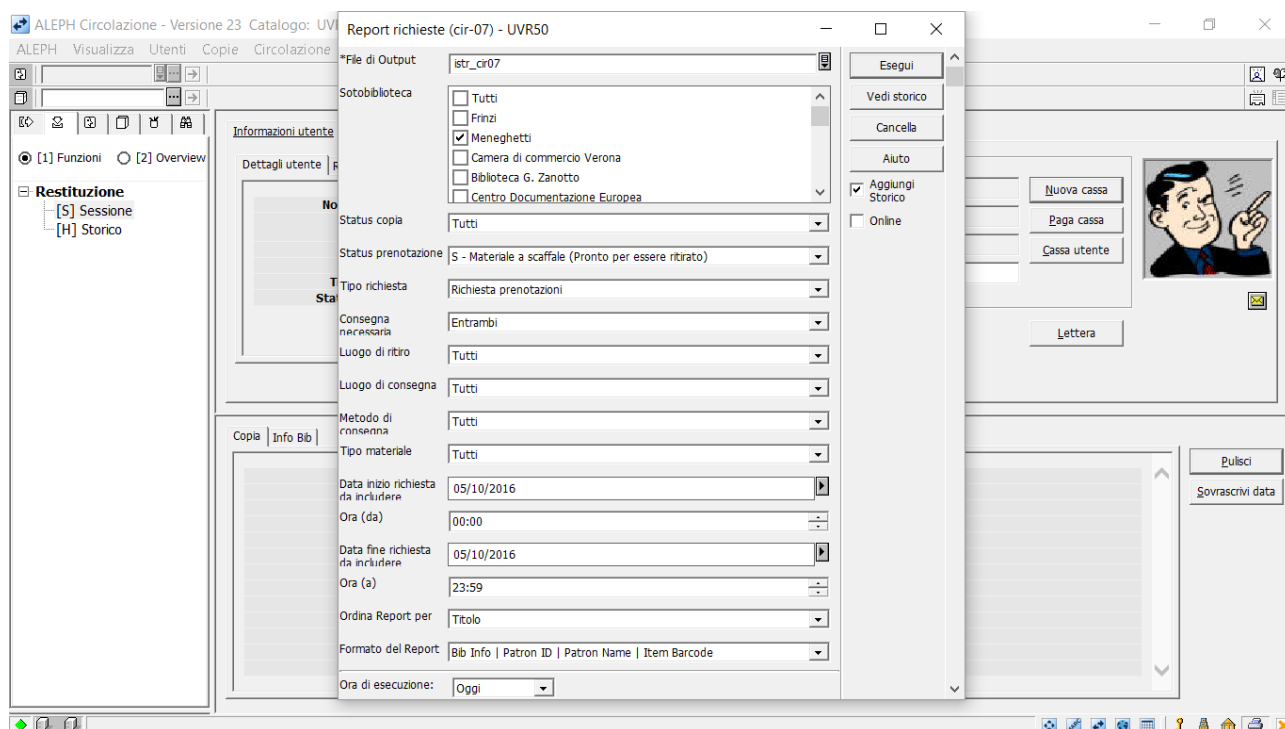 ALEPH Circolazione - Versione 23 Catalogo:
Report richieste (cir-07) - UVR50
ALEPH Visualizza Utenti Copie Circolazione
*File di Output
istr_cir07
Esegui
Sotobiblioteca
Tutti
Frinzi
Meneghetti
Camera di commercio Verona
Biblioteca G. Zanotto
Centro Documentazione Europea
Vedi storico
Cancella
Aiuto
Aggiungi
Storico
Online
[1] Funzioni [2] Overview
Restituzione
[S] Sessione
[H] Storico
Informazioni utente
Dettagli utente
Status copia
Tutti
Status prenotazione
S - Materiale a scaffale (Pronto per essere ritirato)
Tipo richiesta
Richiesta prenotazioni
Consegna
necessaria
Entrambi
Luogo di ritiro
Tutti
Luogo di consegna
Tutti
Metodo di
consegna
Tutti
Tipo materiale
Tutti
Data inizio richiesta
da includere
05/10/2016
Ora (da)
00:00
Data fine richiesta
da includere
05/10/2016
Ora (a)
23:59
Ordina Report per
Titolo
Formato del Report
Bib Info | Patron ID | Patron Name | Item Barcode
Ora di esecuzione:
Oggi
Nuova cassa
Paga cassa
Cassa utente
Lettera
Copia Info Bib
Pulisci
Sovrascrivi data